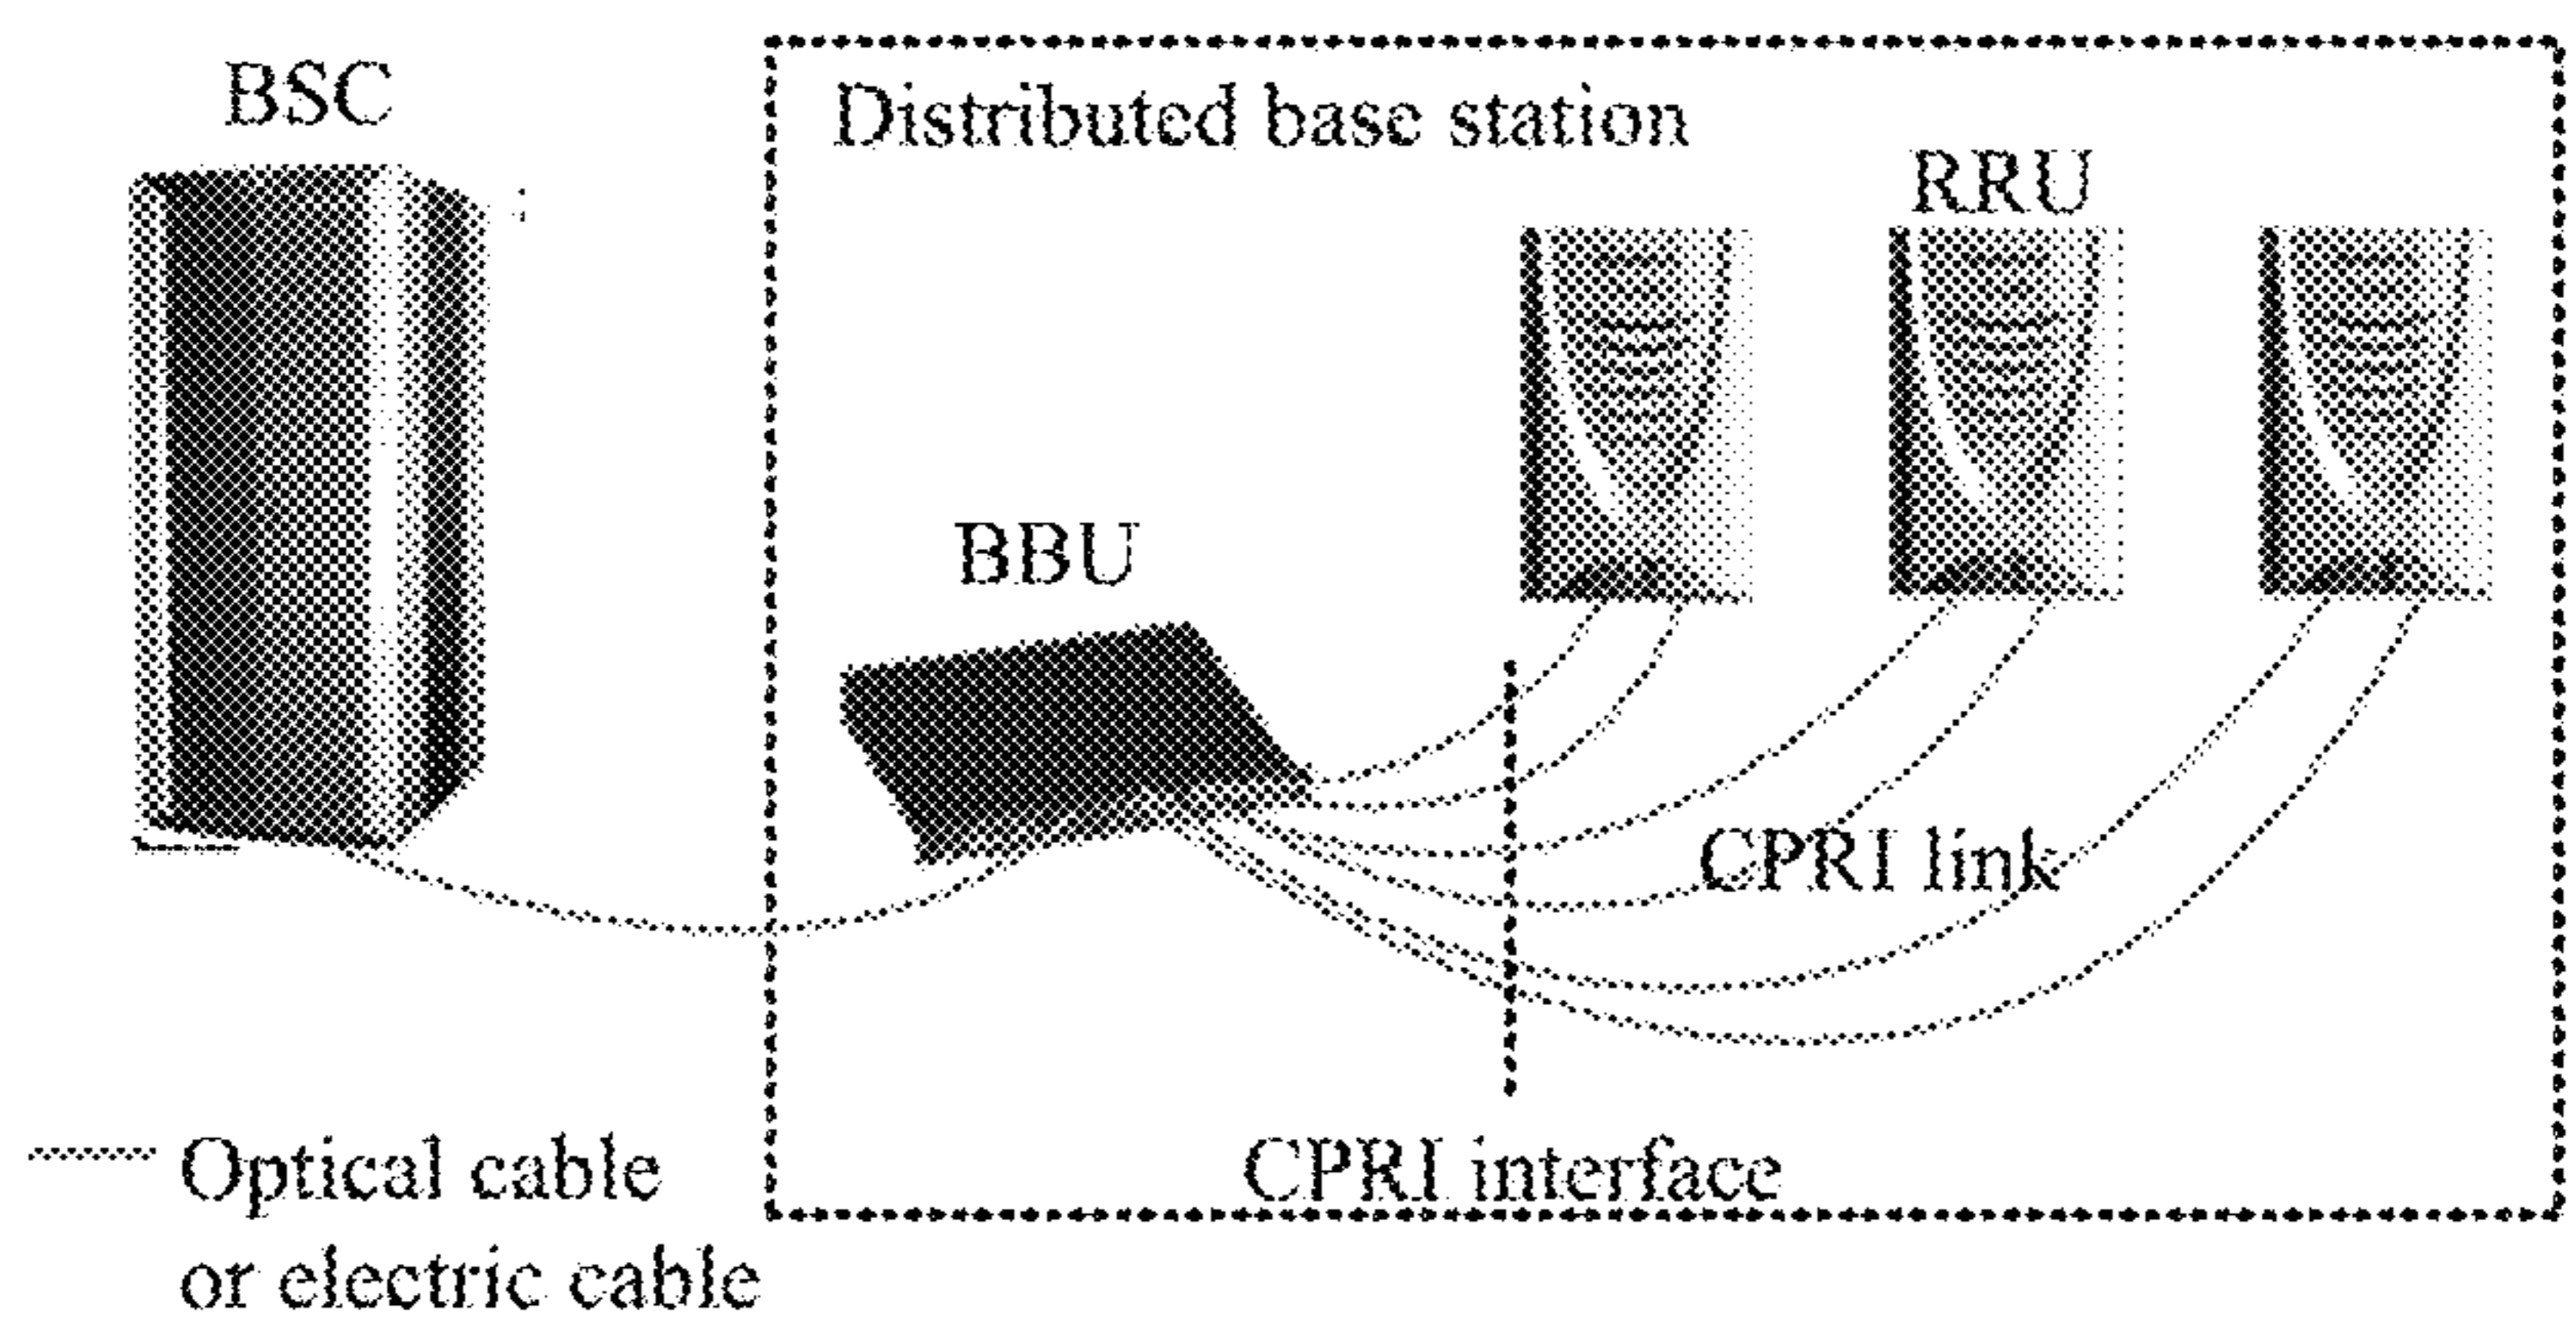 BSC
Distributed base station
RRU
BBU
CPRI link
CPRI interface
Optical cable
or electric cable